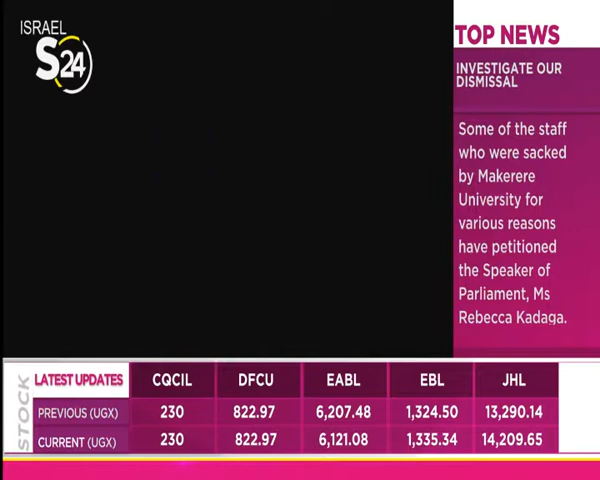 ISRAEL
S24
TOP NEWS
INVESTIGATE OUR
DISMISSAL
Some of the staff
who were sacked
by Makerere
University for
various reasons
have petitioned
the Speaker of
Parliament, Ms
Rebecca Kadaga.
STOCK
LATEST UPDATES CQCIL DFCU EABL EBL JHL
PREVIOUS (UGX) 230 822.97 6,207.48 1,324.50 13,290.14
CURRENT (UGX) 230 822.97 6,121.08 1,335.34 14,209.65